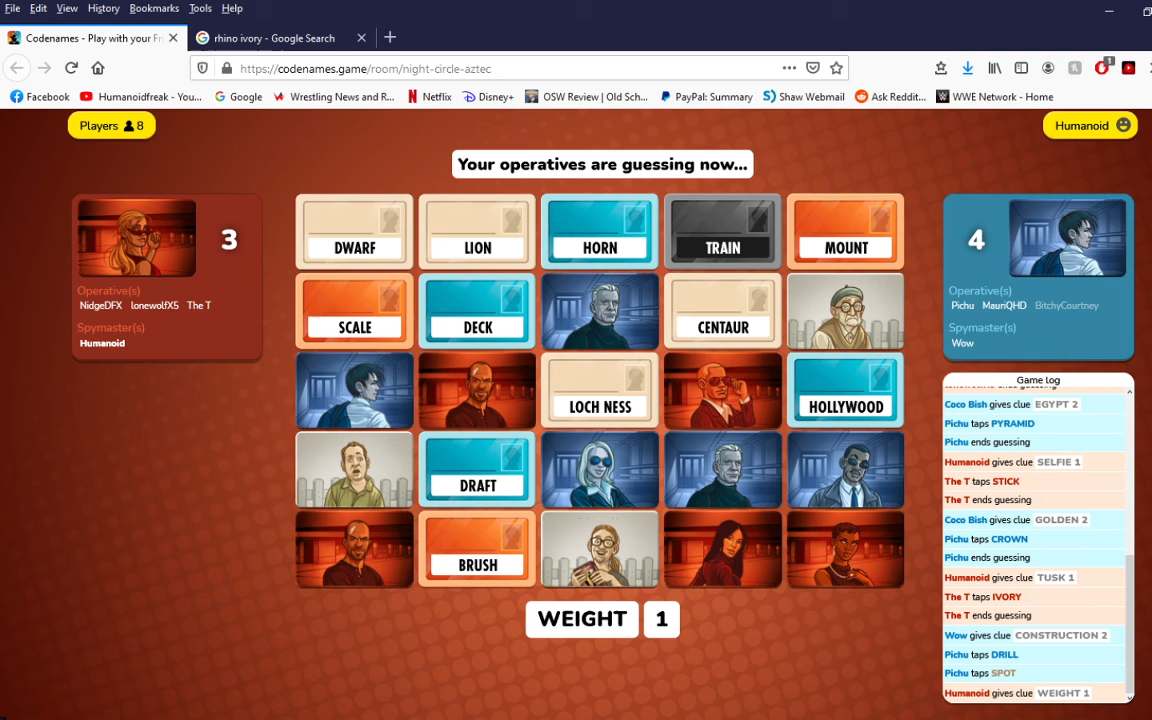 File Edit View History Bookmarks Tools Help
Codenames - Play with your Fri
rhino ivory - Google Search
https://codenames.game/room/night-circle-aztec
1
Facebook Humanoidfreak - You... Google Wrestling News and R... Netflix Disney+ OSW Review | Old Sch... PayPal: Summary Shaw Webmail Ask Reddit... WWE Network - Home
Players 8
Humanoid
Your operatives are guessing now...
3
Operative(s)
NidgeDFX lonewolfX5 The T
Spymaster(s)
Humanoid
DWARF LION HORN TRAIN MOUNT
SCALE DECK CENTAUR
LOCH NESS HOLLYWOOD
DRAFT
BRUSH
WEIGHT 1
4
Operative(s)
Pichu MauriQHD BitchyCourtney
Spymaster(s)
Wow
Game log
Coco Bish gives clue EGYPT 2
Pichu taps PYRAMID
Pichu ends guessing
Humanoid gives clue SELFIE 1
The T taps STICK
The T ends guessing
Coco Bish gives clue GOLDEN 2
Pichu taps CROWN
Pichu ends guessing
Humanoid gives clue TUSK 1
The T taps IVORY
The T ends guessing
Wow gives clue CONSTRUCTION 2
Pichu taps DRILL
Pichu taps SPOT
Humanoid gives clue WEIGHT 1